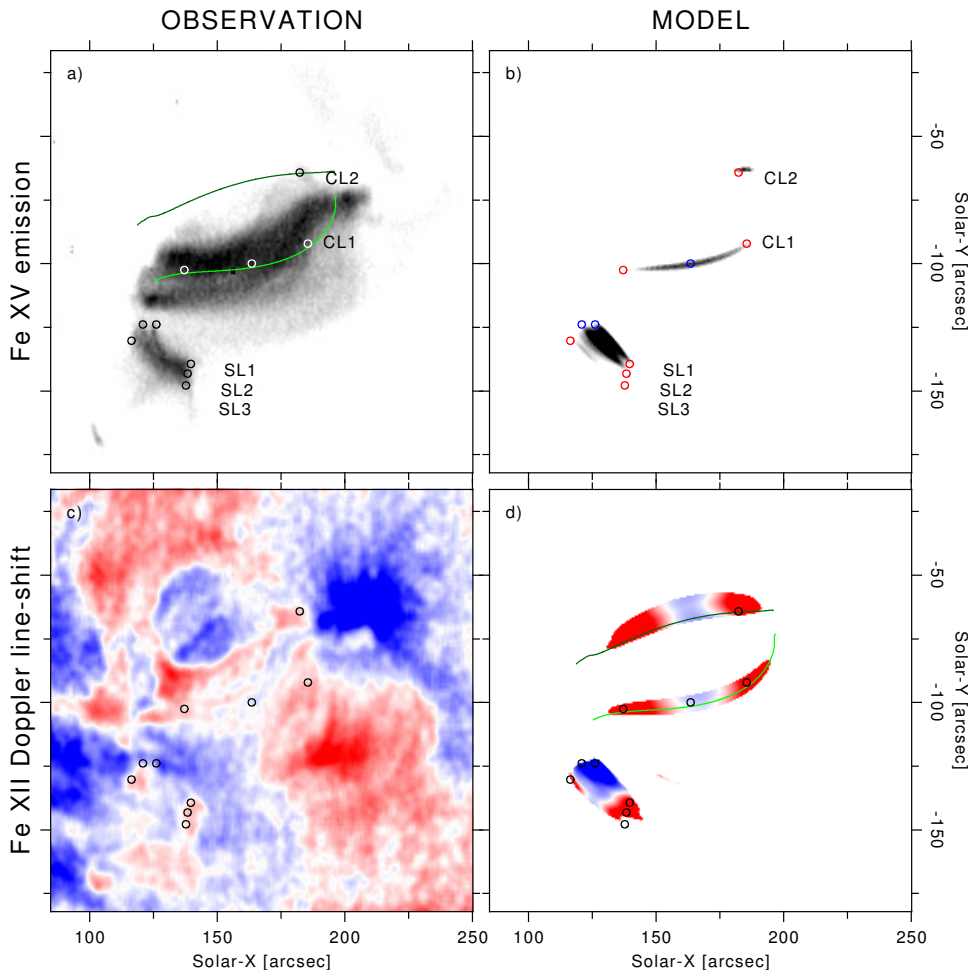 OBSERVATION
MODEL
a)
b)
CL2
CL2
CL1
CL1
SL1
SL2
SL3
SL1
SL2
SL3
Fe XV emission
-50
-100
-150
Solar-Y [arcsec]
c)
d)
Fe XII Doppler line-shift
-50
-100
-150
Solar-Y [arcsec]
100 150 200 250
100 150 200 250
Solar-X [arcsec]
Solar-X [arcsec]